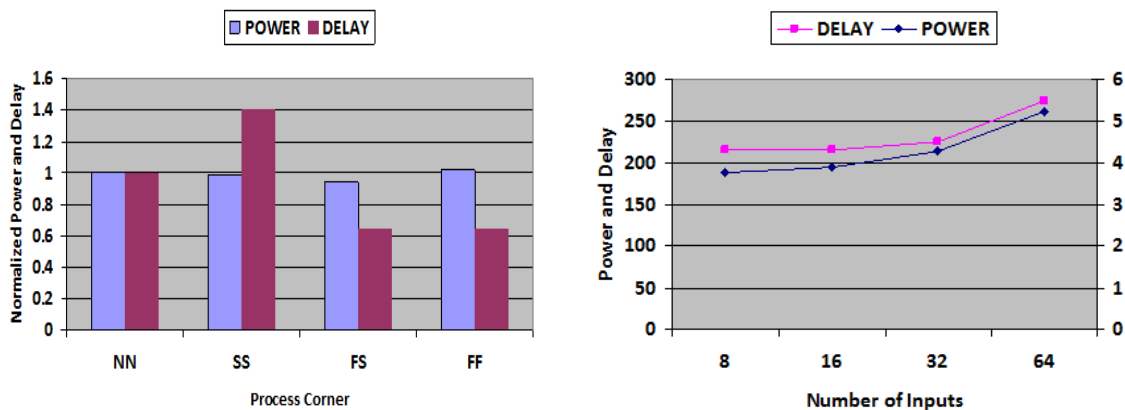 POWER DELAY
Normalized Power and Delay
1.6
1.4
1.2
1
0.8
0.6
0.4
0.2
0
NN SS FS FF
Process Corner
DELAY POWER
Power and Delay
300
250
200
150
100
50
0
6
5
4
3
2
1
0
8 16 32 64
Number of Inputs